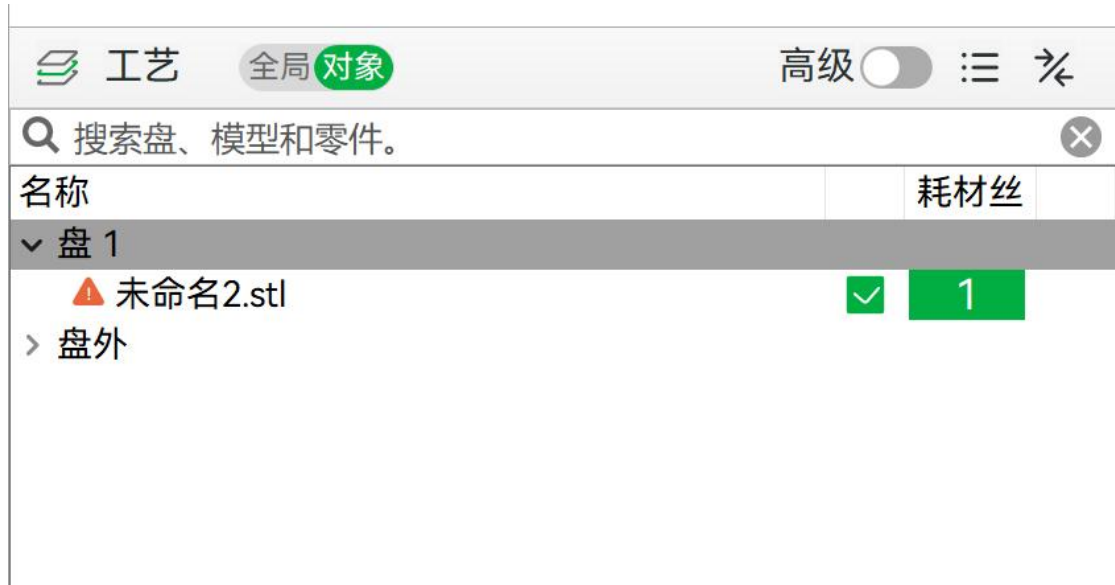 工艺 全局 对象 高级
搜索盘、模型和零件。
名称 耗材丝
盘 1
未命名2.stl 1
盘外